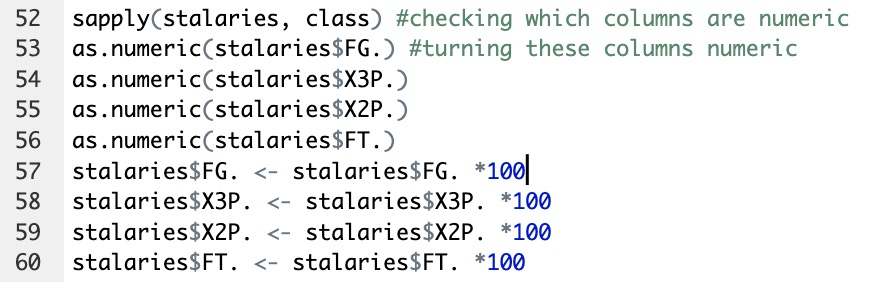 52 sapply(stalaries, class) #checking which columns are numeric
53 as.numeric(stalaries$FG.) #turning these columns numeric
54 as.numeric(stalaries$X3P.)
55 as.numeric(stalaries$X2P.)
56 as.numeric(stalaries$FT.)
57 stalaries$FG. <- stalaries$FG. *100
58 stalaries$X3P. <- stalaries$X3P. *100
59 stalaries$X2P. <- stalaries$X2P. *100
60 stalaries$FT. <- stalaries$FT. *100